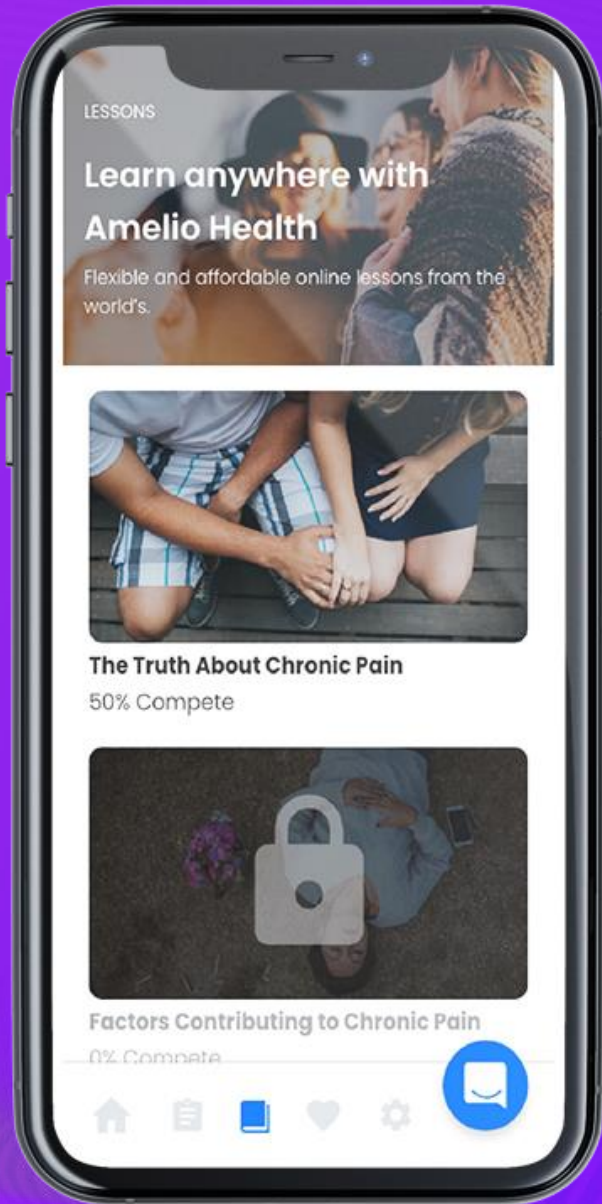 LESSONS
Learn anywhere with
Amelio Health
Flexible and affordable online lessons from the
world's.
The Truth About Chronic Pain
50% Compete
Factors Contributing to Chronic Pain
0% Compete